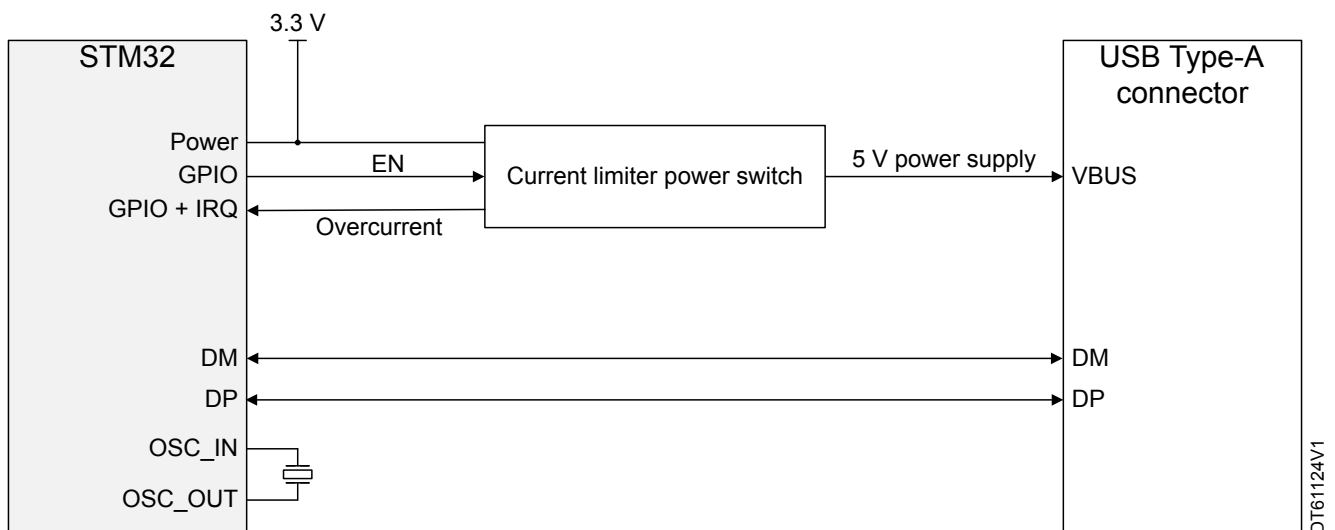 3.3 V
STM32
USB Type-A
connector
Power
GPIO
EN
Current limiter power switch
5 V power supply
VBUS
GPIO + IRQ
Overcurrent
DM
DM
DP
DP
OSC_IN
OSC_OUT
DT61124V1